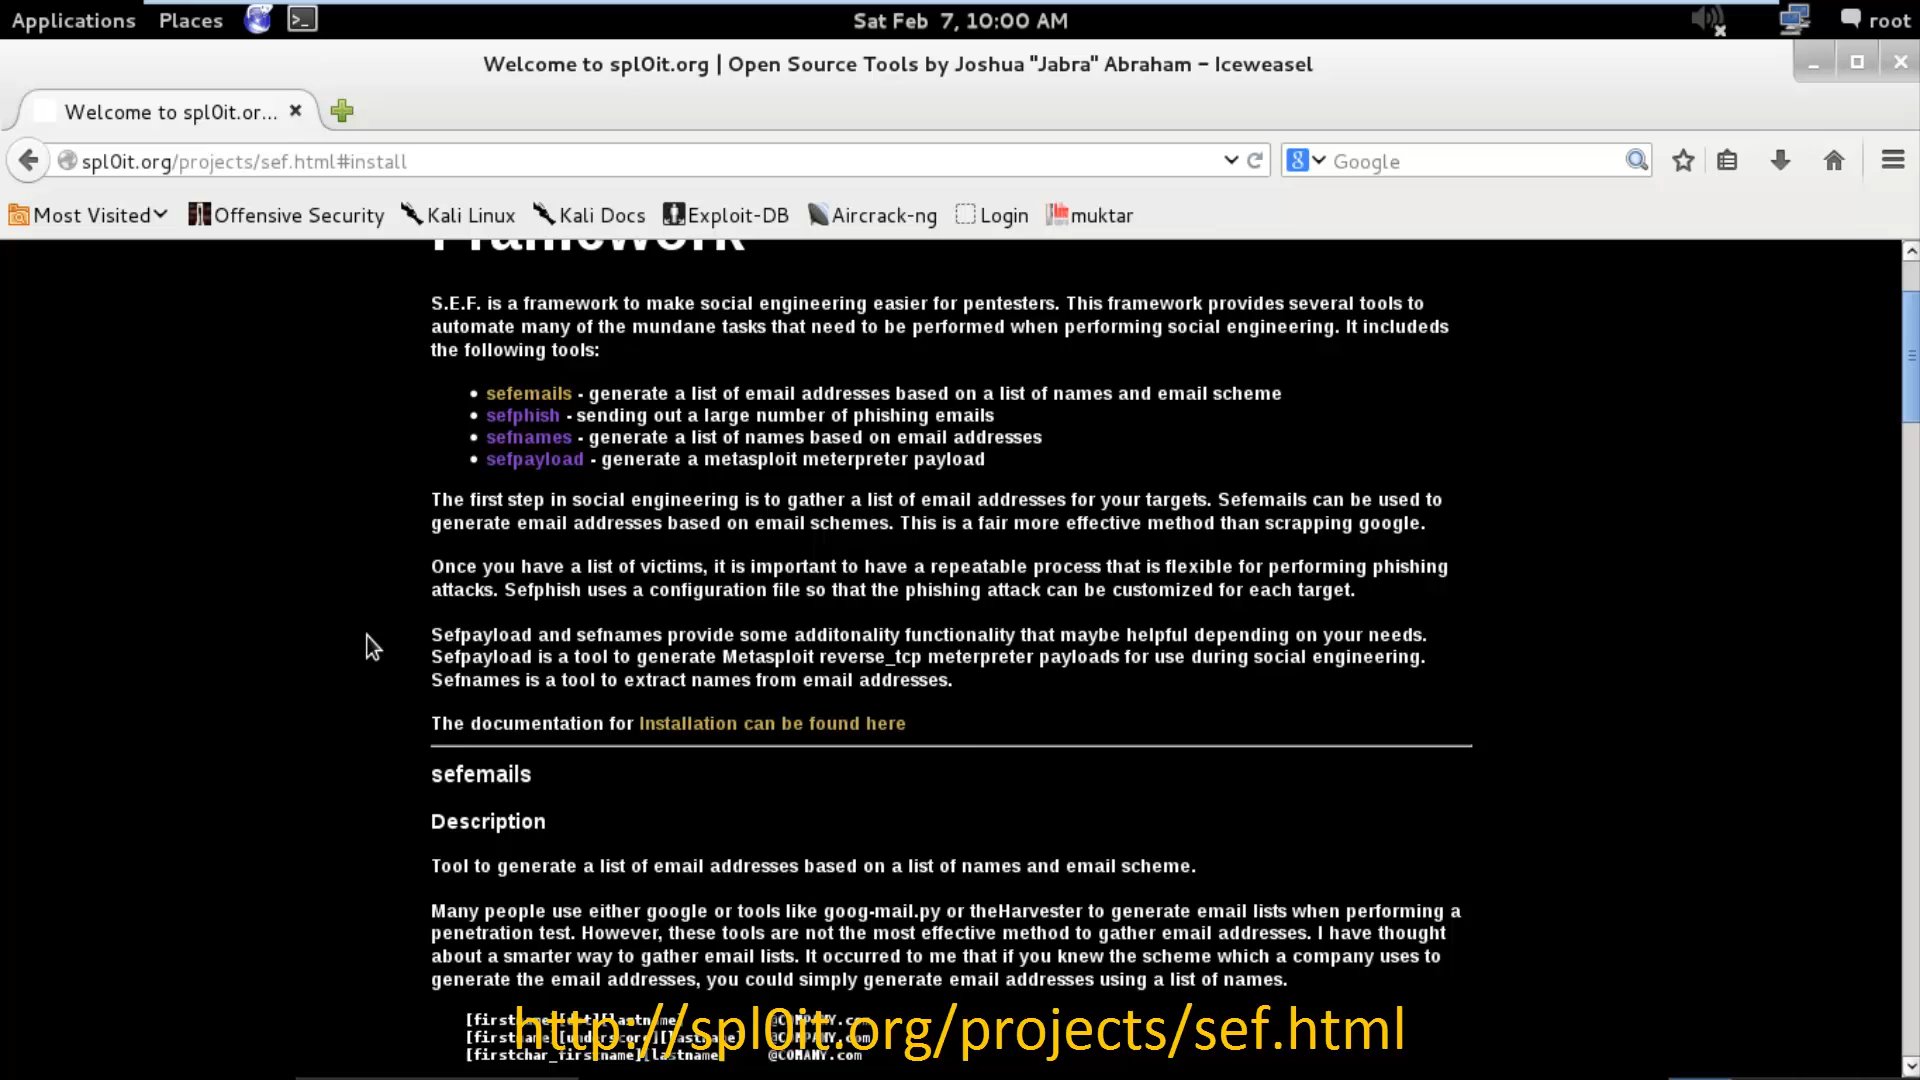 Applications Places Sat Feb 7, 10:00 AM root
Welcome to spl0it.org | Open Source Tools by Joshua "Jabra" Abraham - Iceweasel
Welcome to spl0it.or...
spl0it.org/projects/sef.html#install Google
Most Visited Offensive Security Kali Linux Kali Docs Exploit-DB Aircrack-ng Login muktar
Framework
S.E.F. is a framework to make social engineering easier for pentesters. This framework provides several tools to
automate many of the mundane tasks that need to be performed when performing social engineering. It includeds
the following tools:
• sefemails - generate a list of email addresses based on a list of names and email scheme
• sefphish - sending out a large number of phishing emails
• sefnames - generate a list of names based on email addresses
• sefpayload - generate a metasploit meterpreter payload
The first step in social engineering is to gather a list of email addresses for your targets. Sefemails can be used to
generate email addresses based on email schemes. This is a fair more effective method than scrapping google.
Once you have a list of victims, it is important to have a repeatable process that is flexible for performing phishing
attacks. Sefphish uses a configuration file so that the phishing attack can be customized for each target.
Sefpayload and sefnames provide some additonality functionality that maybe helpful depending on your needs.
Sefpayload is a tool to generate Metasploit reverse_tcp meterpreter payloads for use during social engineering.
Sefnames is a tool to extract names from email addresses.
The documentation for Installation can be found here
sefemails
Description
Tool to generate a list of email addresses based on a list of names and email scheme.
Many people use either google or tools like goog-mail.py or theHarvester to generate email lists when performing a
penetration test. However, these tools are not the most effective method to gather email addresses. I have thought
about a smarter way to gather email lists. It occurred to me that if you knew the scheme which a company uses to
generate the email addresses, you could simply generate email addresses using a list of names.
[firstname][dot][lastname] @COMPANY.com
[firstname][underscore][lastname] @COMPANY.com
[firstchar_firstname][lastname] @COMANY.com
http://spl0it.org/projects/sef.html